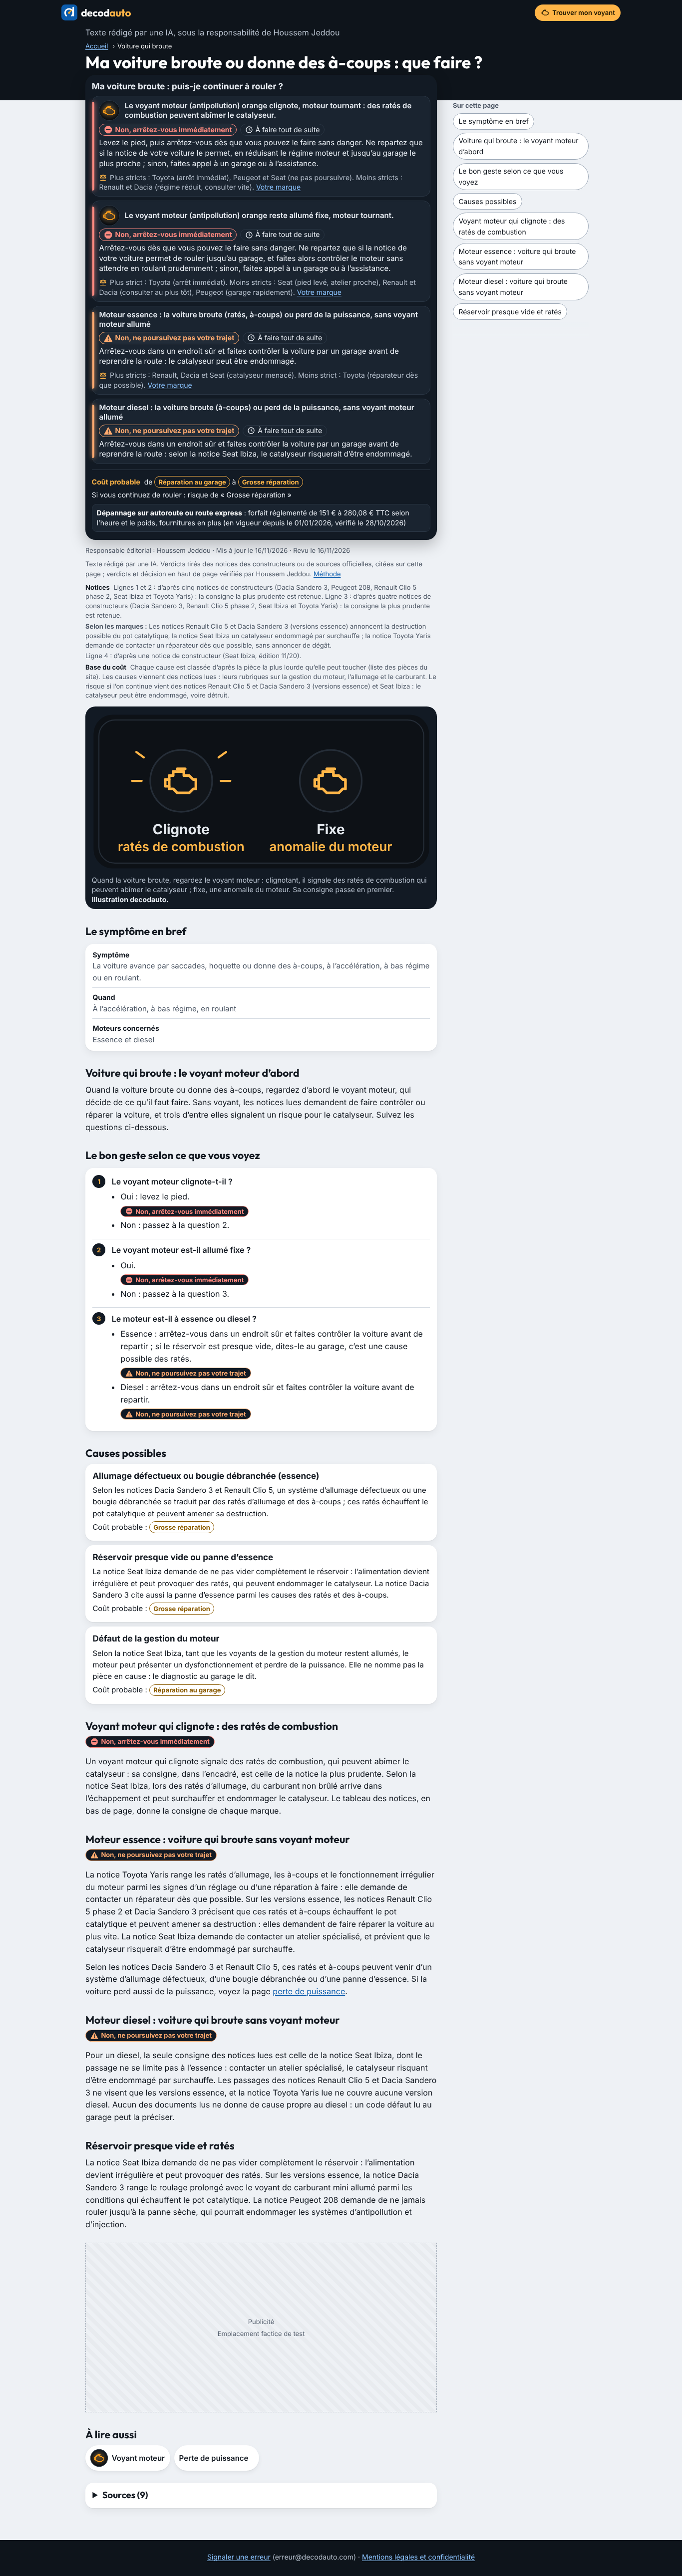 decodauto
Trouver mon voyant
Texte rédigé par une IA, sous la responsabilité de Houssem Jeddou
Accueil › Voiture qui broute
Ma voiture broute ou donne des à-coups : que faire ?
Ma voiture broute : puis-je continuer à rouler ?
Le voyant moteur (antipollution) orange clignote, moteur tournant : des ratés de
combustion peuvent abîmer le catalyseur.
Non, arrêtez-vous immédiatement
À faire tout de suite
Levez le pied, puis arrêtez-vous dès que vous pouvez le faire sans danger. Ne repartez que
si la notice de votre voiture le permet, en réduisant le régime moteur et jusqu’au garage le
plus proche ; sinon, faites appel à un garage ou à l’assistance.
Plus stricts : Toyota (arrêt immédiat), Peugeot et Seat (ne pas poursuivre). Moins stricts :
Renault et Dacia (régime réduit, consulter vite). Votre marque
Le voyant moteur (antipollution) orange reste allumé fixe, moteur tournant.
Non, arrêtez-vous immédiatement
À faire tout de suite
Arrêtez-vous dès que vous pouvez le faire sans danger. Ne repartez que si la notice de
votre voiture permet de rouler jusqu’au garage, et faites alors contrôler le moteur sans
attendre en roulant prudemment ; sinon, faites appel à un garage ou à l’assistance.
Plus strict : Toyota (arrêt immédiat). Moins stricts : Seat (pied levé, atelier proche), Renault et
Dacia (consulter au plus tôt), Peugeot (garage rapidement). Votre marque
Moteur essence : la voiture broute (ratés, à-coups) ou perd de la puissance, sans voyant
moteur allumé
Non, ne poursuivez pas votre trajet
À faire tout de suite
Arrêtez-vous dans un endroit sûr et faites contrôler la voiture par un garage avant de
reprendre la route : le catalyseur peut être endommagé.
Plus stricts : Renault, Dacia et Seat (catalyseur menacé). Moins strict : Toyota (réparateur dès
que possible). Votre marque
Moteur diesel : la voiture broute (à-coups) ou perd de la puissance, sans voyant moteur
allumé
Non, ne poursuivez pas votre trajet
À faire tout de suite
Arrêtez-vous dans un endroit sûr et faites contrôler la voiture par un garage avant de
reprendre la route : selon la notice Seat Ibiza, le catalyseur risquerait d’être endommagé.
Coût probable de Réparation au garage à Grosse réparation
Si vous continuez de rouler : risque de « Grosse réparation »
Dépannage sur autoroute ou route express : forfait réglementé de 151 € à 280,08 € TTC selon
l’heure et le poids, fournitures en plus (en vigueur depuis le 01/01/2026, vérifié le 28/10/2026)
Responsable éditorial : Houssem Jeddou · Mis à jour le 16/11/2026 · Revu le 16/11/2026
Texte rédigé par une IA. Verdicts tirés des notices des constructeurs ou de sources officielles, citées sur cette
page ; verdicts et décision en haut de page vérifiés par Houssem Jeddou. Méthode
Notices Lignes 1 et 2 : d’après cinq notices de constructeurs (Dacia Sandero 3, Peugeot 208, Renault Clio 5
phase 2, Seat Ibiza et Toyota Yaris) : la consigne la plus prudente est retenue. Ligne 3 : d’après quatre notices de
constructeurs (Dacia Sandero 3, Renault Clio 5 phase 2, Seat Ibiza et Toyota Yaris) : la consigne la plus prudente
est retenue.
Selon les marques : Les notices Renault Clio 5 et Dacia Sandero 3 (versions essence) annoncent la destruction
possible du pot catalytique, la notice Seat Ibiza un catalyseur endommagé par surchauffe ; la notice Toyota Yaris
demande de contacter un réparateur dès que possible, sans annoncer de dégât.
Ligne 4 : d’après une notice de constructeur (Seat Ibiza, édition 11/20).
Base du coût Chaque cause est classée d’après la pièce la plus lourde qu’elle peut toucher (liste des pièces du
site). Les causes viennent des notices lues : leurs rubriques sur la gestion du moteur, l’allumage et le carburant. Le
risque si l’on continue vient des notices Renault Clio 5 et Dacia Sandero 3 (versions essence) et Seat Ibiza : le
catalyseur peut être endommagé, voire détruit.
Clignote
ratés de combustion
Fixe
anomalie du moteur
Quand la voiture broute, regardez le voyant moteur : clignotant, il signale des ratés de combustion qui
peuvent abîmer le catalyseur ; fixe, une anomalie du moteur. Sa consigne passe en premier.
Illustration decodauto.
Le symptôme en bref
Symptôme
La voiture avance par saccades, hoquette ou donne des à-coups, à l’accélération, à bas régime
ou en roulant.
Quand
À l’accélération, à bas régime, en roulant
Moteurs concernés
Essence et diesel
Voiture qui broute : le voyant moteur d’abord
Quand la voiture broute ou donne des à-coups, regardez d’abord le voyant moteur, qui
décide de ce qu’il faut faire. Sans voyant, les notices lues demandent de faire contrôler ou
réparer la voiture, et trois d’entre elles signalent un risque pour le catalyseur. Suivez les
questions ci-dessous.
Le bon geste selon ce que vous voyez
1 Le voyant moteur clignote-t-il ?
• Oui : levez le pied.
Non, arrêtez-vous immédiatement
• Non : passez à la question 2.
2 Le voyant moteur est-il allumé fixe ?
• Oui.
Non, arrêtez-vous immédiatement
• Non : passez à la question 3.
3 Le moteur est-il à essence ou diesel ?
• Essence : arrêtez-vous dans un endroit sûr et faites contrôler la voiture avant de
repartir ; si le réservoir est presque vide, dites-le au garage, c’est une cause
possible des ratés.
Non, ne poursuivez pas votre trajet
• Diesel : arrêtez-vous dans un endroit sûr et faites contrôler la voiture avant de
repartir.
Non, ne poursuivez pas votre trajet
Causes possibles
Allumage défectueux ou bougie débranchée (essence)
Selon les notices Dacia Sandero 3 et Renault Clio 5, un système d’allumage défectueux ou une
bougie débranchée se traduit par des ratés d’allumage et des à-coups ; ces ratés échauffent le
pot catalytique et peuvent amener sa destruction.
Coût probable : Grosse réparation
Réservoir presque vide ou panne d’essence
La notice Seat Ibiza demande de ne pas vider complètement le réservoir : l’alimentation devient
irrégulière et peut provoquer des ratés, qui peuvent endommager le catalyseur. La notice Dacia
Sandero 3 cite aussi la panne d’essence parmi les causes des ratés et des à-coups.
Coût probable : Grosse réparation
Défaut de la gestion du moteur
Selon la notice Seat Ibiza, tant que les voyants de la gestion du moteur restent allumés, le
moteur peut présenter un dysfonctionnement et perdre de la puissance. Elle ne nomme pas la
pièce en cause : le diagnostic au garage le dit.
Coût probable : Réparation au garage
Voyant moteur qui clignote : des ratés de combustion
Non, arrêtez-vous immédiatement
Un voyant moteur qui clignote signale des ratés de combustion, qui peuvent abîmer le
catalyseur : sa consigne, dans l’encadré, est celle de la notice la plus prudente. Selon la
notice Seat Ibiza, lors des ratés d’allumage, du carburant non brûlé arrive dans
l’échappement et peut surchauffer et endommager le catalyseur. Le tableau des notices, en
bas de page, donne la consigne de chaque marque.
Moteur essence : voiture qui broute sans voyant moteur
Non, ne poursuivez pas votre trajet
La notice Toyota Yaris range les ratés d’allumage, les à-coups et le fonctionnement irrégulier
du moteur parmi les signes d’un réglage ou d’une réparation à faire : elle demande de
contacter un réparateur dès que possible. Sur les versions essence, les notices Renault Clio
5 phase 2 et Dacia Sandero 3 précisent que ces ratés et à-coups échauffent le pot
catalytique et peuvent amener sa destruction : elles demandent de faire réparer la voiture au
plus vite. La notice Seat Ibiza demande de contacter un atelier spécialisé, et prévient que le
catalyseur risquerait d’être endommagé par surchauffe.
Selon les notices Dacia Sandero 3 et Renault Clio 5, ces ratés et à-coups peuvent venir d’un
système d’allumage défectueux, d’une bougie débranchée ou d’une panne d’essence. Si la
voiture perd aussi de la puissance, voyez la page perte de puissance.
Moteur diesel : voiture qui broute sans voyant moteur
Non, ne poursuivez pas votre trajet
Pour un diesel, la seule consigne des notices lues est celle de la notice Seat Ibiza, dont le
passage ne se limite pas à l’essence : contacter un atelier spécialisé, le catalyseur risquant
d’être endommagé par surchauffe. Les passages des notices Renault Clio 5 et Dacia Sandero
3 ne visent que les versions essence, et la notice Toyota Yaris lue ne couvre aucune version
diesel. Aucun des documents lus ne donne de cause propre au diesel : un code défaut lu au
garage peut la préciser.
Réservoir presque vide et ratés
La notice Seat Ibiza demande de ne pas vider complètement le réservoir : l’alimentation
devient irrégulière et peut provoquer des ratés. Sur les versions essence, la notice Dacia
Sandero 3 range le roulage prolongé avec le voyant de carburant mini allumé parmi les
conditions qui échauffent le pot catalytique. La notice Peugeot 208 demande de ne jamais
rouler jusqu’à la panne sèche, qui pourrait endommager les systèmes d’antipollution et
d’injection.
Publicité
Emplacement factice de test
À lire aussi
Voyant moteur
Perte de puissance
Sources (9)
Sur cette page
Le symptôme en bref
Voiture qui broute : le voyant moteur
d’abord
Le bon geste selon ce que vous
voyez
Causes possibles
Voyant moteur qui clignote : des
ratés de combustion
Moteur essence : voiture qui broute
sans voyant moteur
Moteur diesel : voiture qui broute
sans voyant moteur
Réservoir presque vide et ratés
Signaler une erreur (erreur@decodauto.com) · Mentions légales et confidentialité